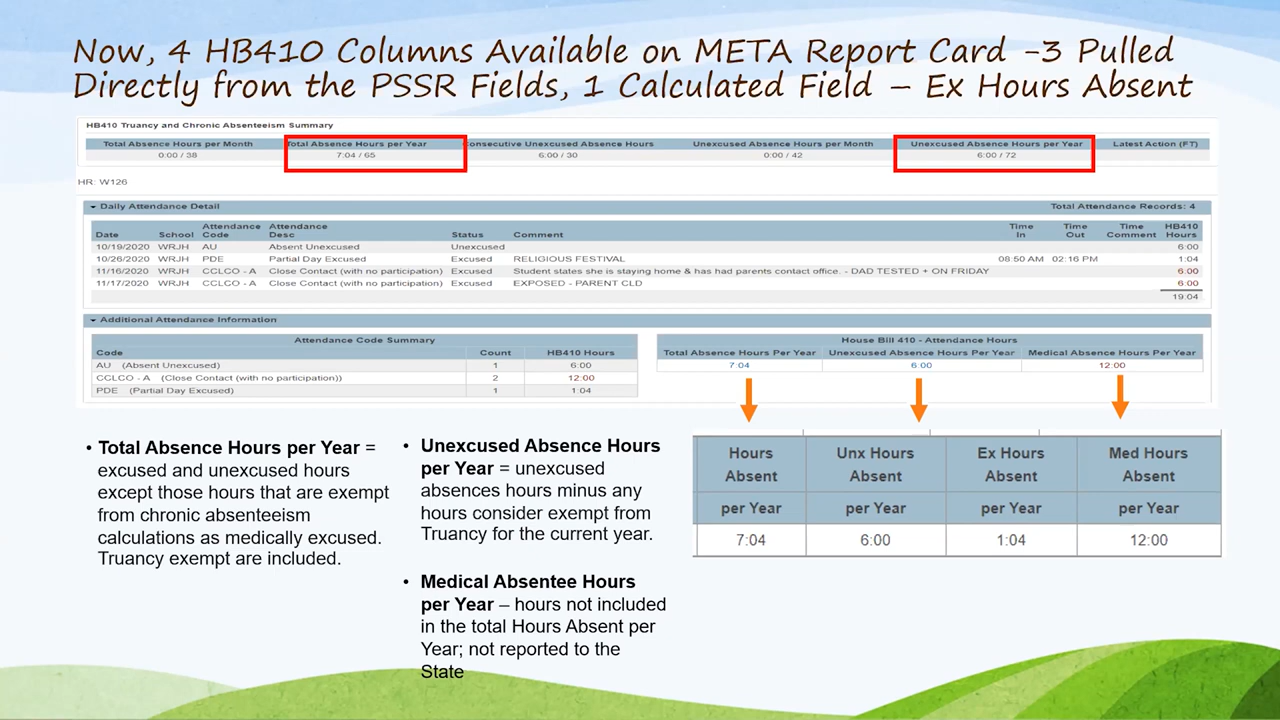 Now, 4 HB410 Columns Available on META Report Card -3 Pulled
Directly from the PSSR Fields, 1 Calculated Field – Ex Hours Absent
HB410 Truancy and Chronic Absenteeism Summary
Total Absence Hours per Month Total Absence Hours per Year Consecutive Unexcused Absence Hours Unexcused Absence Hours per Month Unexcused Absence Hours per Year Latest Action (FT)
0:00 / 38 7:04 / 65 6:00 / 30 0:00 / 42 6:00 / 72
HR: W126
Daily Attendance Detail Total Attendance Records: 4
Date School Attendance Code Attendance Desc Status Comment Time In Time Out Time Comment HB410 Hours
10/19/2020 WRJH AU Absent Unexcused Unexcused 6:00
10/26/2020 WRJH PDE Partial Day Excused Excused RELIGIOUS FESTIVAL 08:50 AM 02:16 PM 1:04
11/16/2020 WRJH CCLCO - A Close Contact (with no participation) Excused Student states she is staying home & has had parents contact office. - DAD TESTED + ON FRIDAY 6:00
11/17/2020 WRJH CCLCO - A Close Contact (with no participation) Excused EXPOSED - PARENT CLD 6:00
19:04
Additional Attendance Information
Attendance Code Summary
Code Count HB410 Hours
AU (Absent Unexcused) 1 6:00
CCLCO - A (Close Contact (with no participation)) 2 12:00
PDE (Partial Day Excused) 1 1:04
House Bill 410 - Attendance Hours
Total Absence Hours Per Year Unexcused Absence Hours Per Year Medical Absence Hours Per Year
7:04 6:00 12:00
• Total Absence Hours per Year =
excused and unexcused hours
except those hours that are exempt
from chronic absenteeism
calculations as medically excused.
Truancy exempt are included.
• Unexcused Absence Hours
per Year = unexcused
absences hours minus any
hours consider exempt from
Truancy for the current year.
• Medical Absentee Hours
per Year – hours not included
in the total Hours Absent per
Year; not reported to the
State
Hours Unx Hours Ex Hours Med Hours
Absent Absent Absent Absent
per Year per Year per Year per Year
7:04 6:00 1:04 12:00